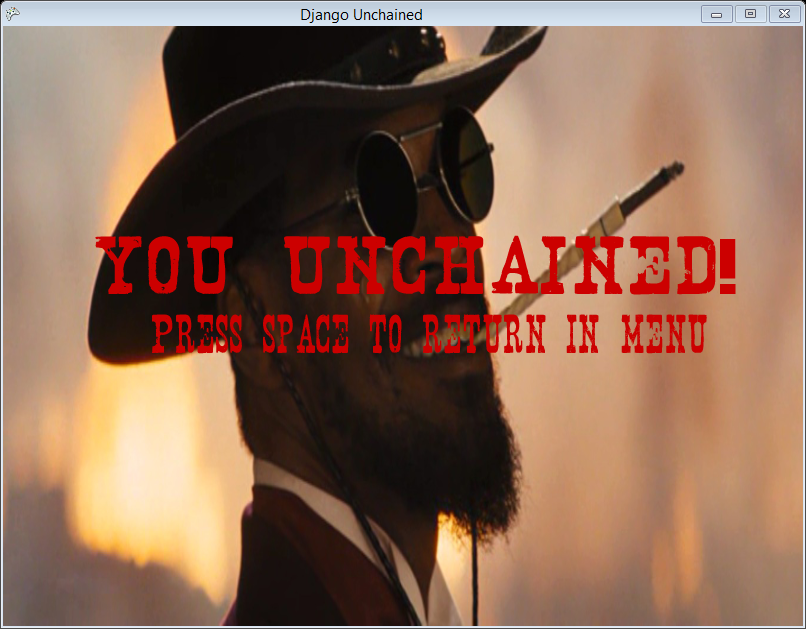 Django Unchained
YOU UNCHAINED!
PRESS SPACE TO RETURN IN MENU